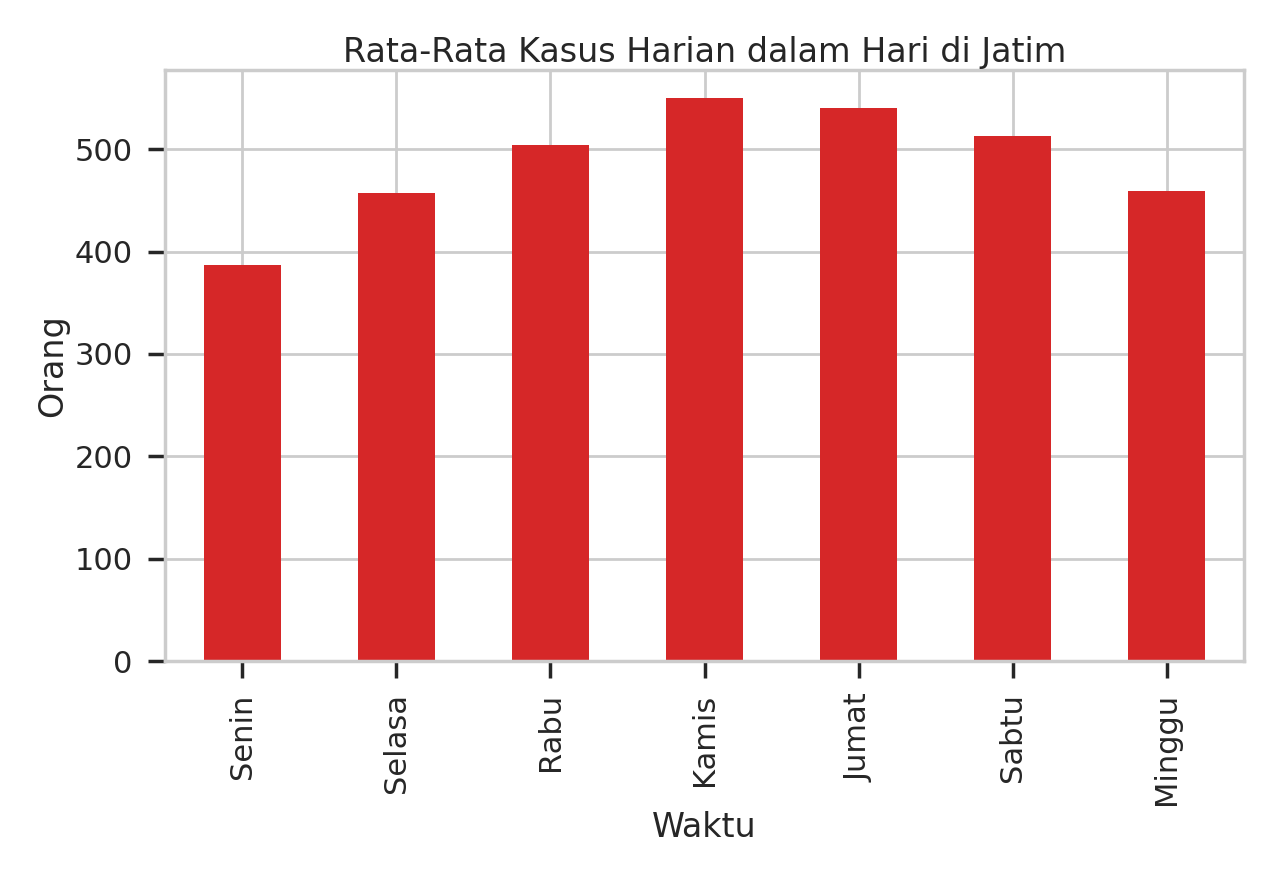 Rata-Rata Kasus Harian dalam Hari di Jatim
Orang
500
400
300
200
100
0
Senin
Selasa
Rabu
Kamis
Jumat
Sabtu
Minggu
Waktu